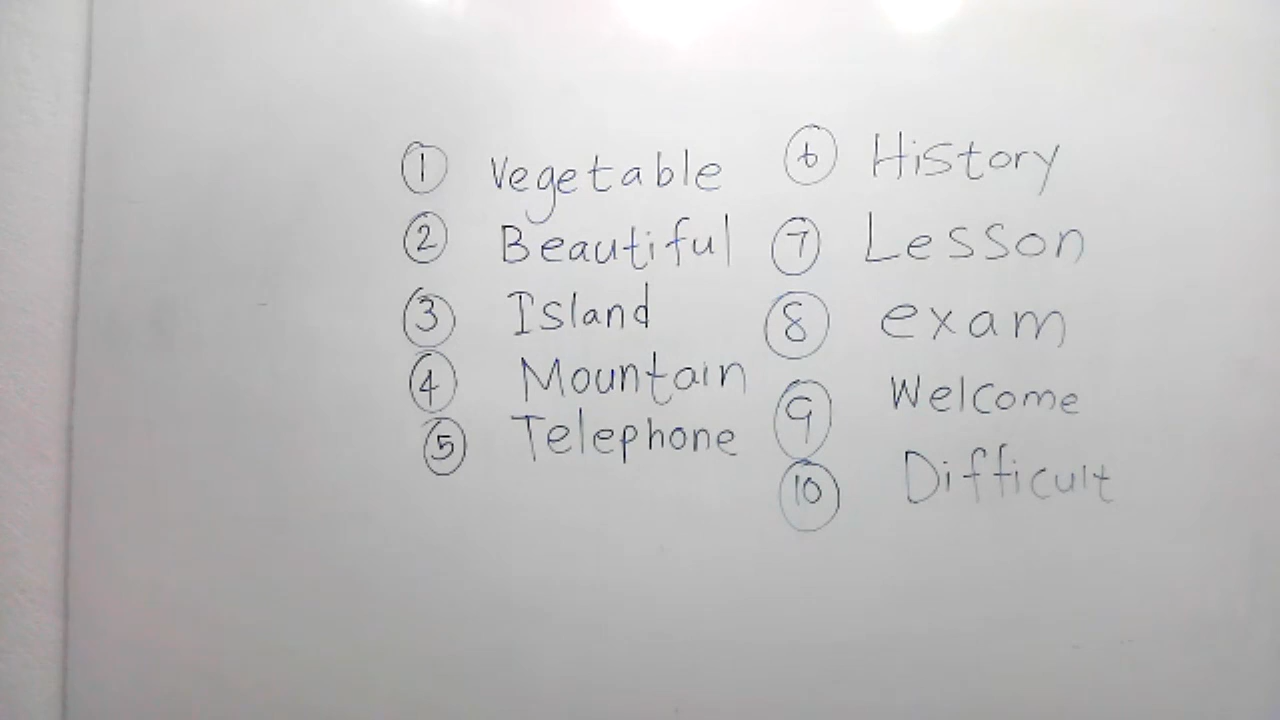 ① Vegetable
② Beautiful
③ Island
④ Mountain
⑤ Telephone
⑥ History
⑦ Lesson
⑧ exam
⑨ Welcome
⑩ Difficult